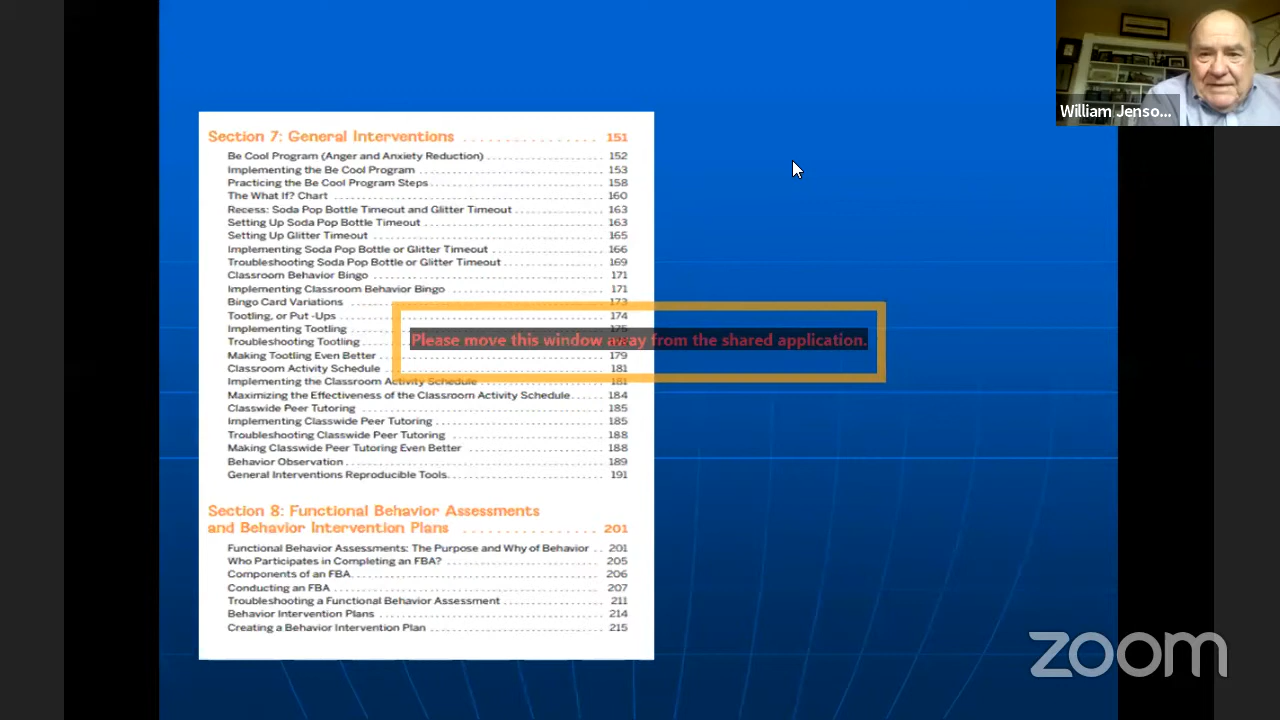 William Jenso...
Section 7: General Interventions 151
Be Cool Program (Anger and Anxiety Reduction) 152
Implementing the Be Cool Program 153
Practicing the Be Cool Program Steps 158
The What If? Chart 160
Recess: Soda Pop Bottle Timeout and Glitter Timeout 163
Setting Up Soda Pop Bottle Timeout 163
Setting Up Glitter Timeout 165
Implementing Soda Pop Bottle or Glitter Timeout 166
Troubleshooting Soda Pop Bottle or Glitter Timeout 169
Classroom Behavior Bingo 171
Implementing Classroom Behavior Bingo 171
Bingo Card Variations 173
Tootling, or Put -Ups 174
Implementing Tootling 175
Troubleshooting Tootling
Please move this window away from the shared application.
Making Tootling Even Better 179
Classroom Activity Schedule 181
Implementing the Classroom Activity Schedule 181
Maximizing the Effectiveness of the Classroom Activity Schedule 184
Classwide Peer Tutoring 185
Implementing Classwide Peer Tutoring 185
Troubleshooting Classwide Peer Tutoring 188
Making Classwide Peer Tutoring Even Better 188
Behavior Observation 189
General Interventions Reproducible Tools 191
Section 8: Functional Behavior Assessments
and Behavior Intervention Plans 201
Functional Behavior Assessments: The Purpose and Why of Behavior 201
Who Participates in Completing an FBA? 205
Components of an FBA 206
Conducting an FBA 207
Troubleshooting a Functional Behavior Assessment 211
Behavior Intervention Plans 214
Creating a Behavior Intervention Plan 215
zoom